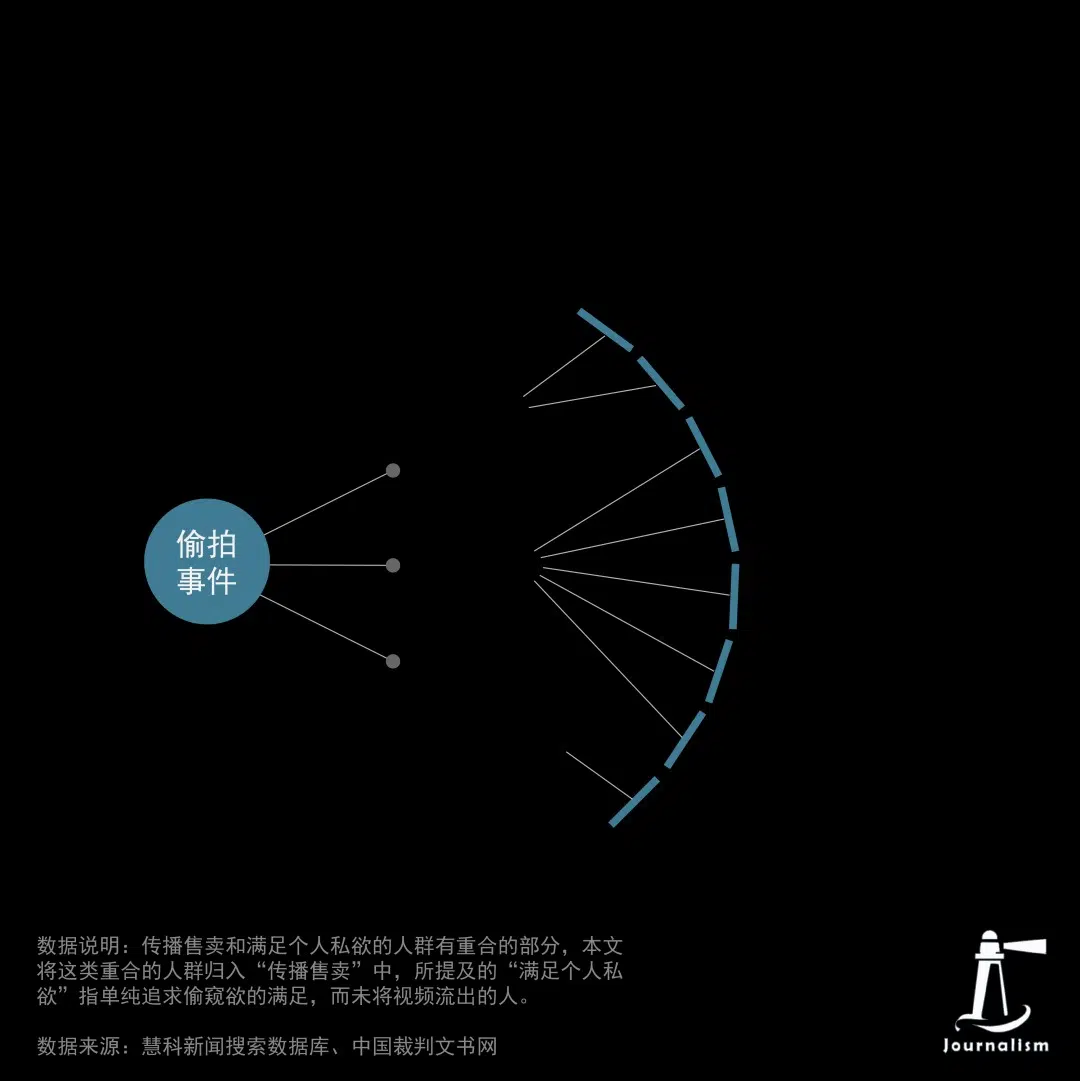 偷拍
事件
数据说明：传播售卖和满足个人私欲的人群有重合的部分，本文
将这类重合的人群归入“传播售卖”中，所提及的“满足个人私
欲”指单纯追求偷窥欲的满足，而未将视频流出的人。
数据来源：慧科新闻搜索数据库、中国裁判文书网
Journalism